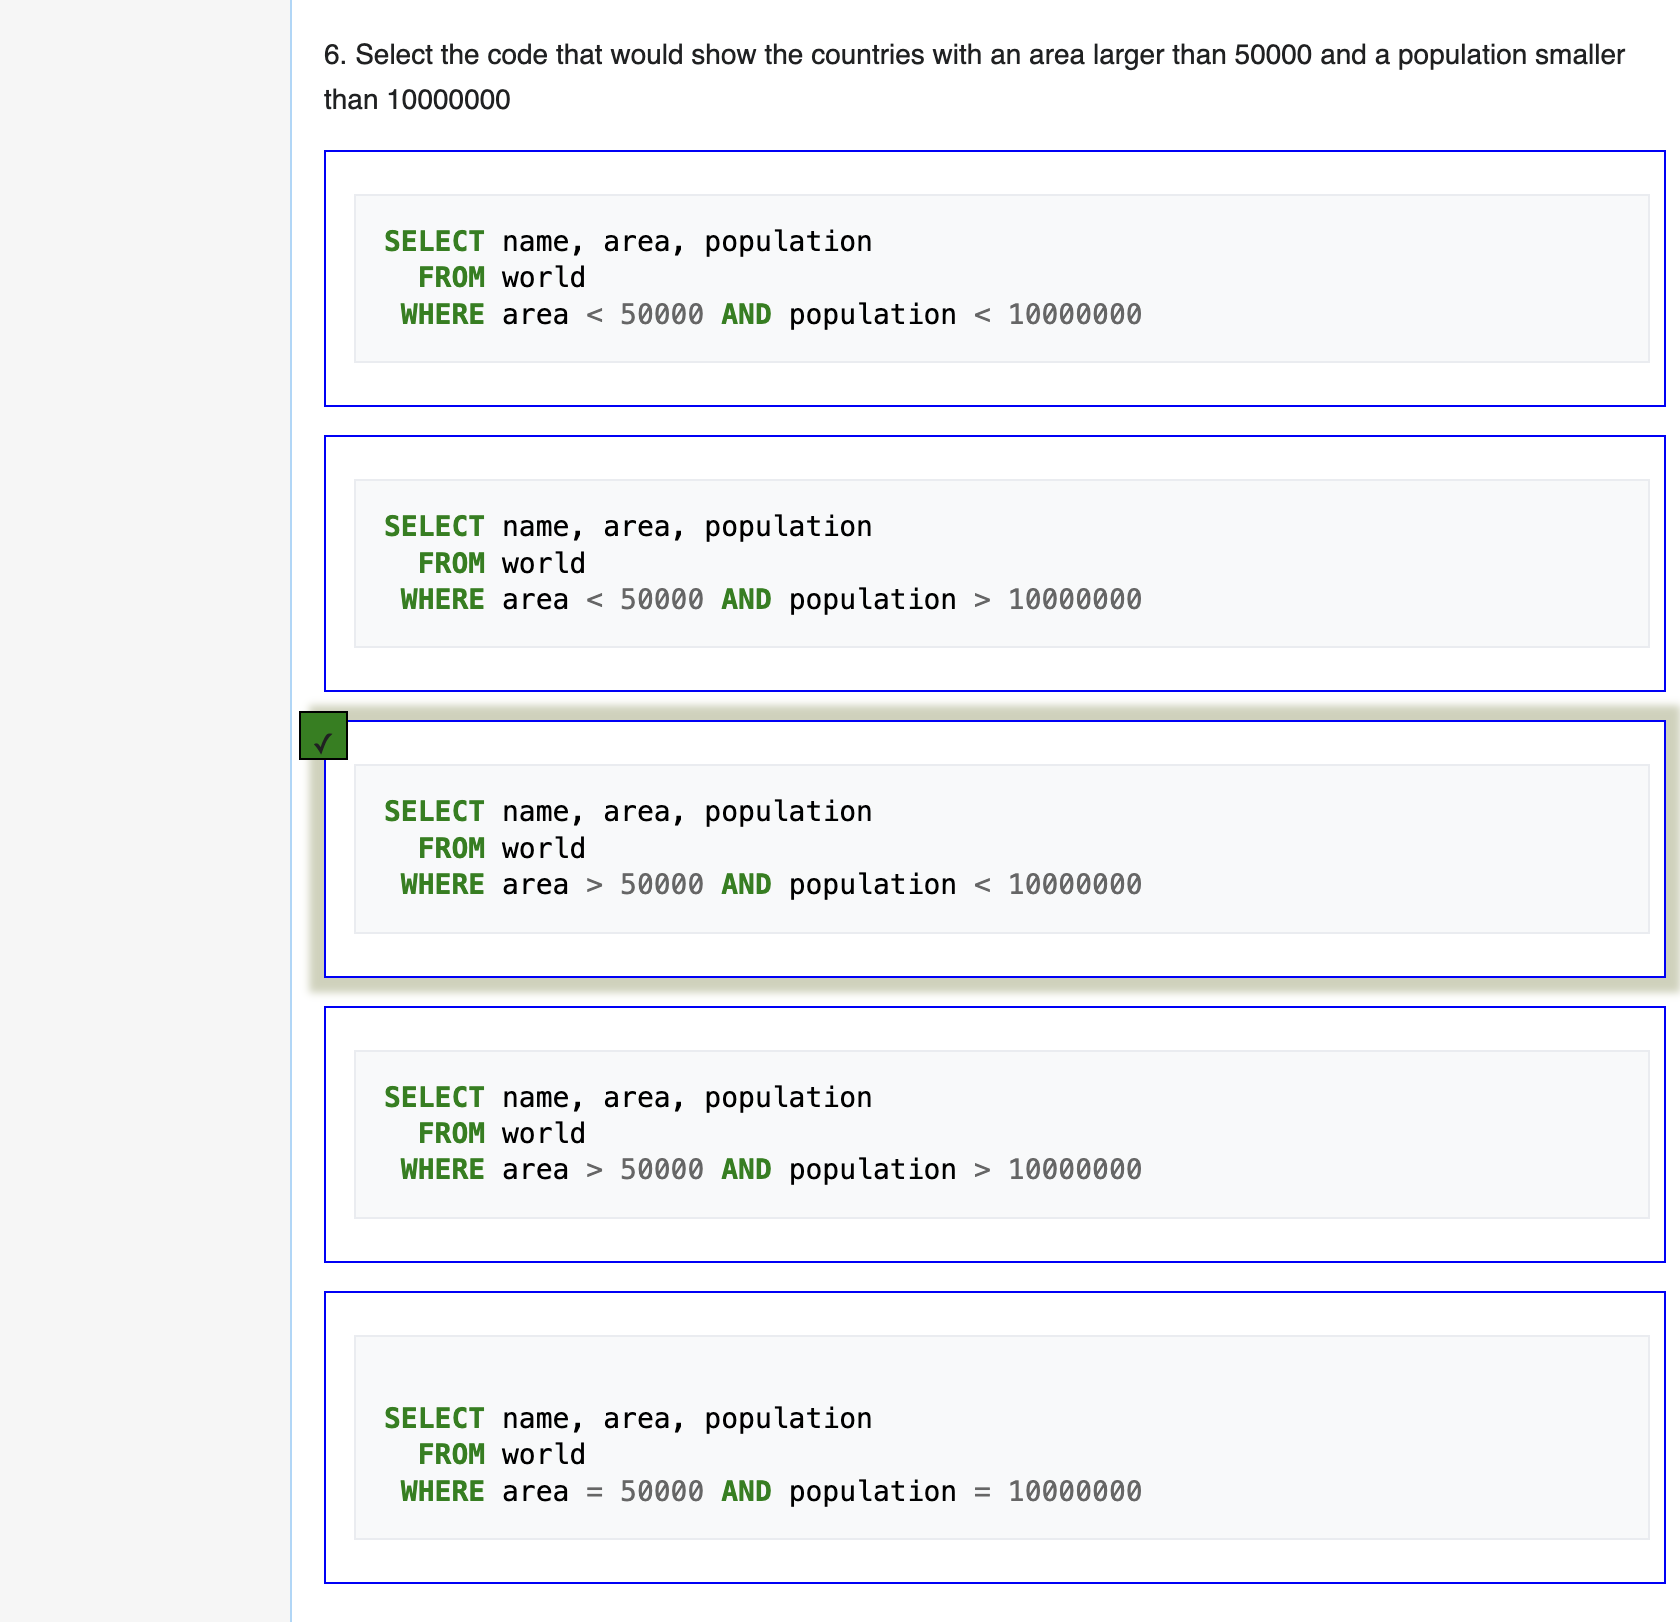 6. Select the code that would show the countries with an area larger than 50000 and a population smaller
than 10000000
SELECT name, area, population
  FROM world
 WHERE area < 50000 AND population < 10000000
SELECT name, area, population
  FROM world
 WHERE area < 50000 AND population > 10000000
✓
SELECT name, area, population
  FROM world
 WHERE area > 50000 AND population < 10000000
SELECT name, area, population
  FROM world
 WHERE area > 50000 AND population > 10000000
SELECT name, area, population
  FROM world
 WHERE area = 50000 AND population = 10000000